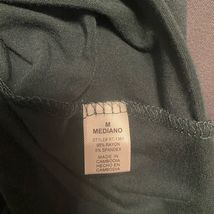 M
MEDIANO
95% RAYON
5% SPANDEX
MADE IN
CAMBODIA
HECHO EN
CAMBODIA